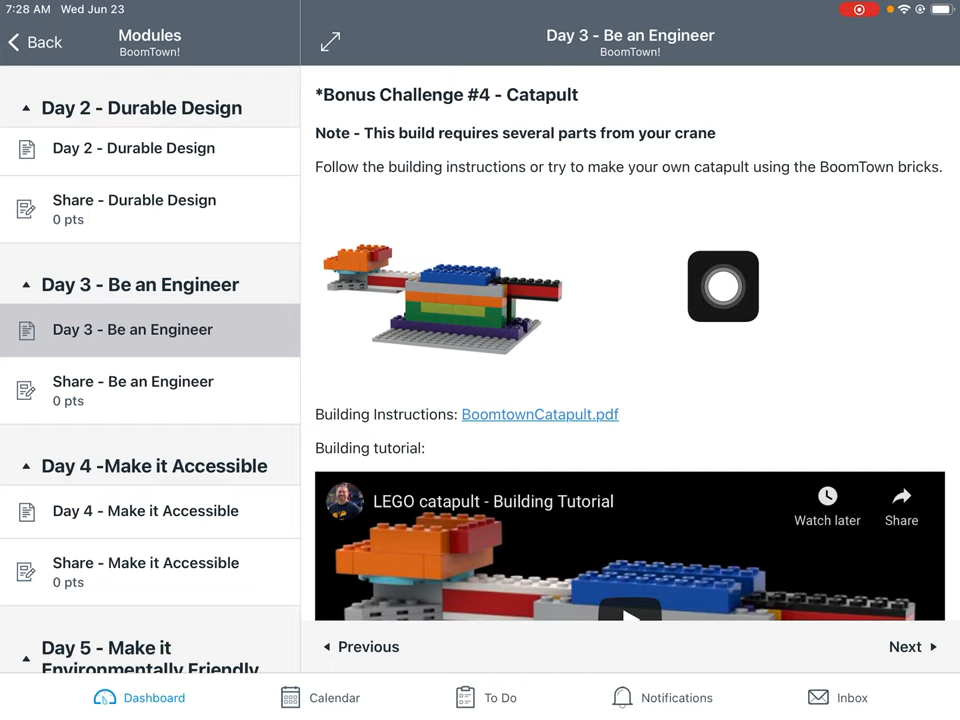 7:28 AM Wed Jun 23
Back
Modules
BoomTown!
Day 3 - Be an Engineer
BoomTown!
Day 2 - Durable Design
Day 2 - Durable Design
Share - Durable Design
0 pts
Day 3 - Be an Engineer
Day 3 - Be an Engineer
Share - Be an Engineer
0 pts
Day 4 -Make it Accessible
Day 4 - Make it Accessible
Share - Make it Accessible
0 pts
Day 5 - Make it
Environmentally Friendly
*Bonus Challenge #4 - Catapult
Note - This build requires several parts from your crane
Follow the building instructions or try to make your own catapult using the BoomTown bricks.
Building Instructions: BoomtownCatapult.pdf
Building tutorial:
LEGO catapult - Building Tutorial
Watch later
Share
Previous
Next
Dashboard
Calendar
To Do
Notifications
Inbox